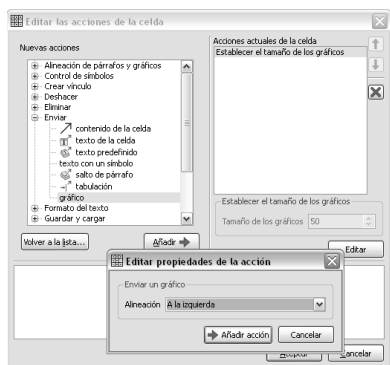 Editar las acciones de la celda
Nuevas acciones
Alineación de párrafos y gráficos
Control de símbolos
Crear vínculo
Deshacer
Eliminar
Enviar
contenido de la celda
texto de la celda
texto predefinido
texto con un símbolo
salto de párrafo
tabulación
gráfico
Formato del texto
Guardar y cargar
Volver a la lista...
Añadir
Acciones actuales de la celda
Establecer el tamaño de los gráficos
Establecer el tamaño de los gráficos
Tamaño de los gráficos 50
Editar
Editar propiedades de la acción
Enviar un gráfico
Alineación A la izquierda
Añadir acción
Cancelar
Aceptar
Cancelar